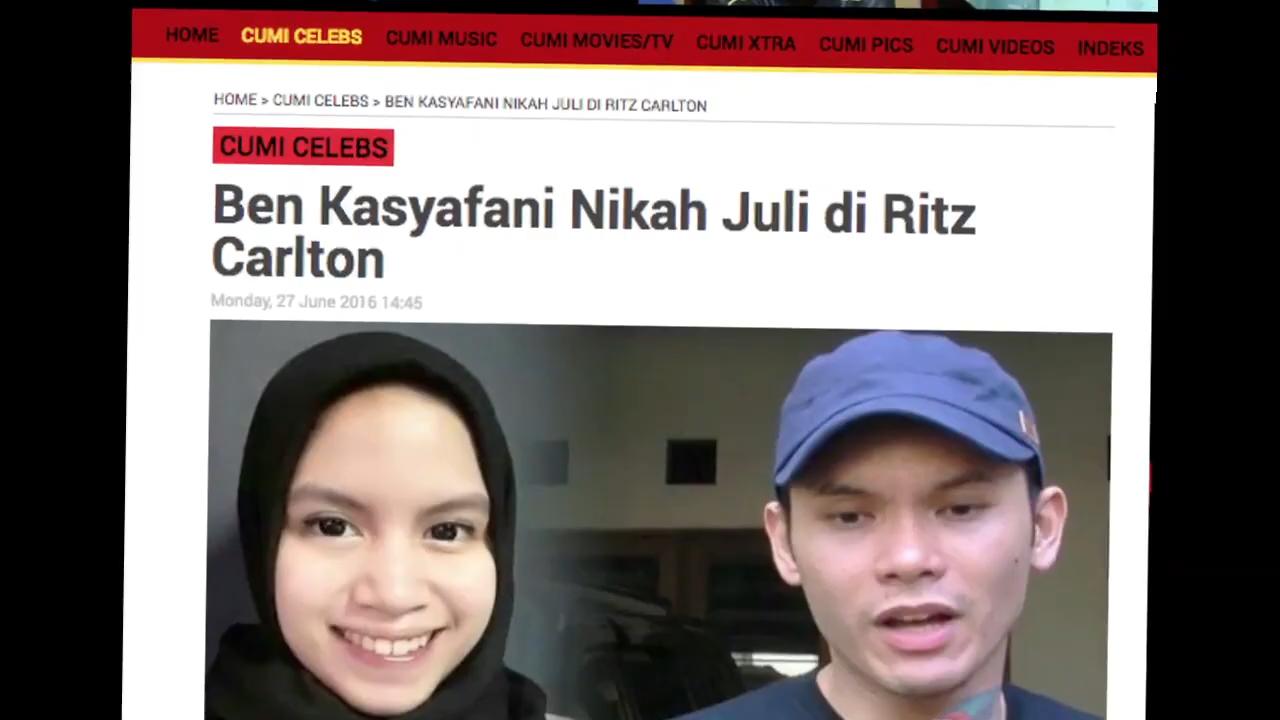 HOME CUMI CELEBS CUMI MUSIC CUMI MOVIES/TV CUMI XTRA CUMI PICS CUMI VIDEOS INDEKS
HOME > CUMI CELEBS > BEN KASYAFANI NIKAH JULI DI RITZ CARLTON
CUMI CELEBS
Ben Kasyafani Nikah Juli di Ritz
Carlton
Monday, 27 June 2016 14:45